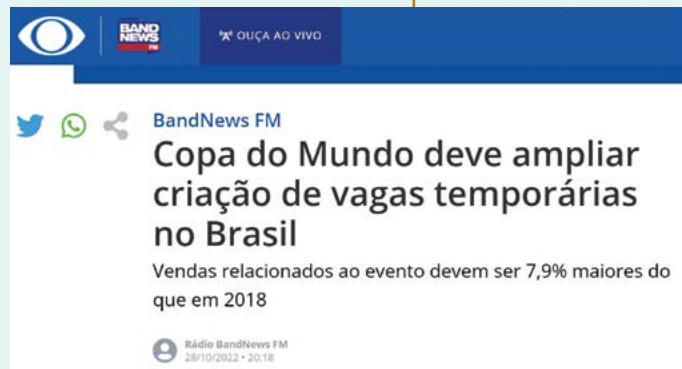 BAND
NEWS
FM
OUÇA AO VIVO
BandNews FM
Copa do Mundo deve ampliar
criação de vagas temporárias
no Brasil
Vendas relacionados ao evento devem ser 7,9% maiores do
que em 2018
Rádio BandNews FM
28/10/2022 • 20:18